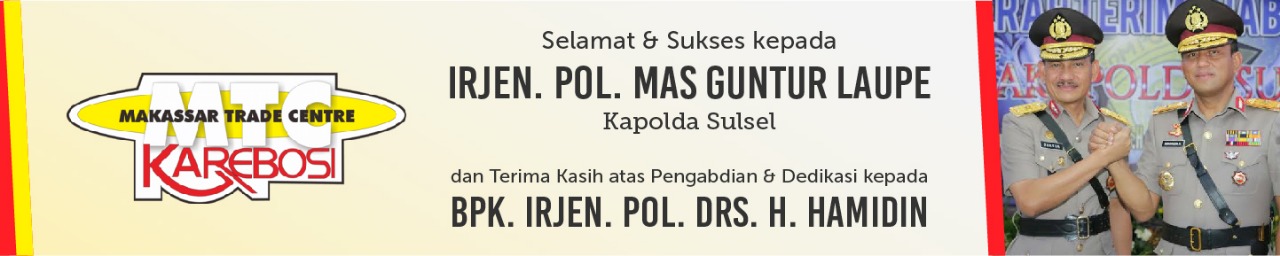 MTC
MAKASSAR TRADE CENTRE
KAREBOSI
Selamat & Sukses kepada
IRJEN. POL. MAS GUNTUR LAUPE
Kapolda Sulsel
dan Terima Kasih atas Pengabdian & Dedikasi kepada
BPK. IRJEN. POL. DRS. H. HAMIDIN